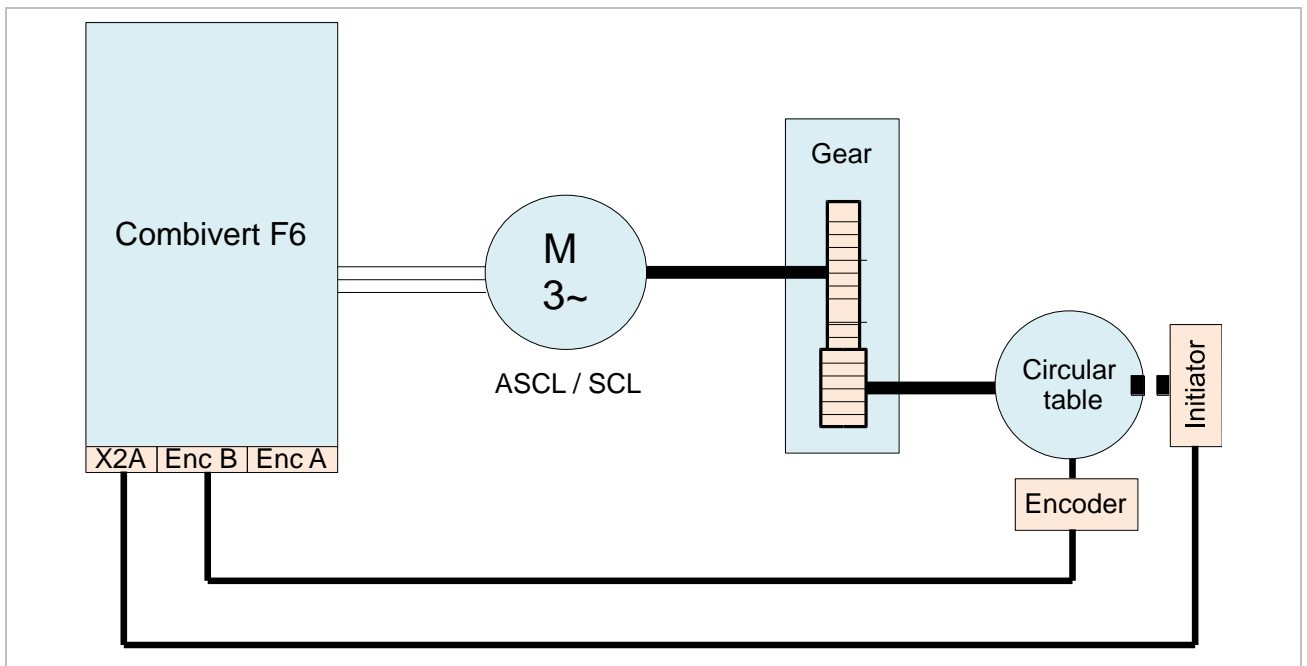 Combivert F6
X2A
Enc B
Enc A
M
3~
ASCL / SCL
Gear
Circular
table
Encoder
Initiator